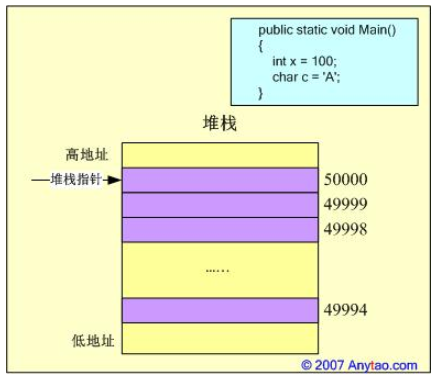 public static void Main()
{
int x = 100;
char c = 'A';
}
堆栈
高地址
堆栈指针
50000
49999
49998
......
49994
低地址
© 2007 Anytao.com